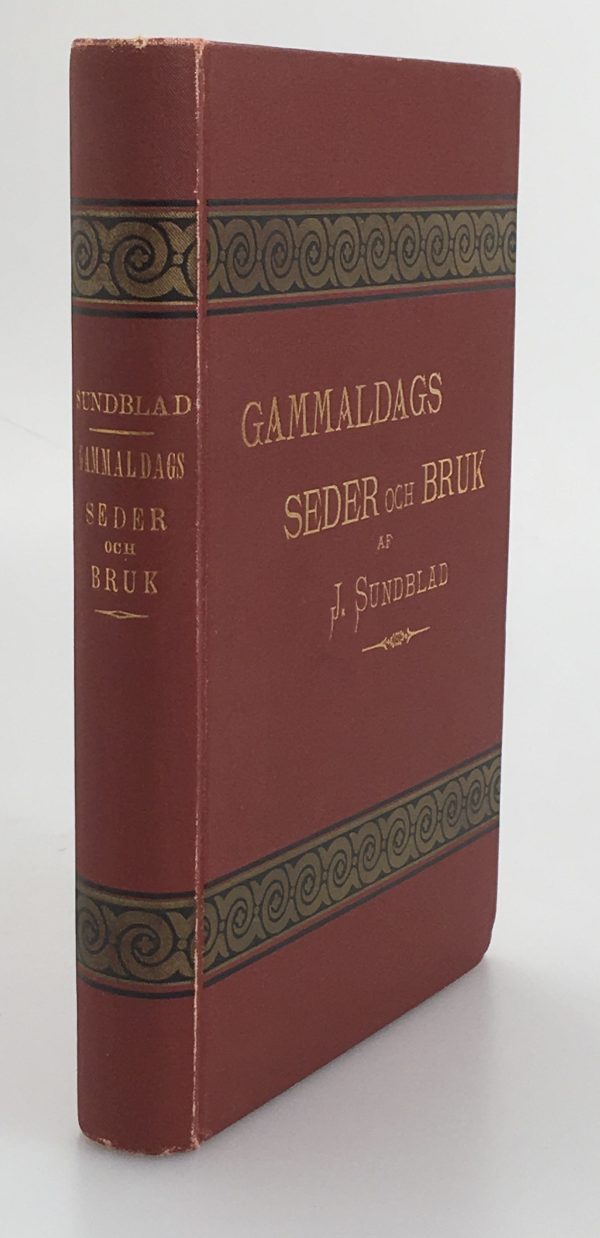 SUNDBLAD
GAMMALDAGS
SEDER
OCH
BRUK
GAMMALDAGS
SEDER OCH BRUK
AF
J. SUNDBLAD